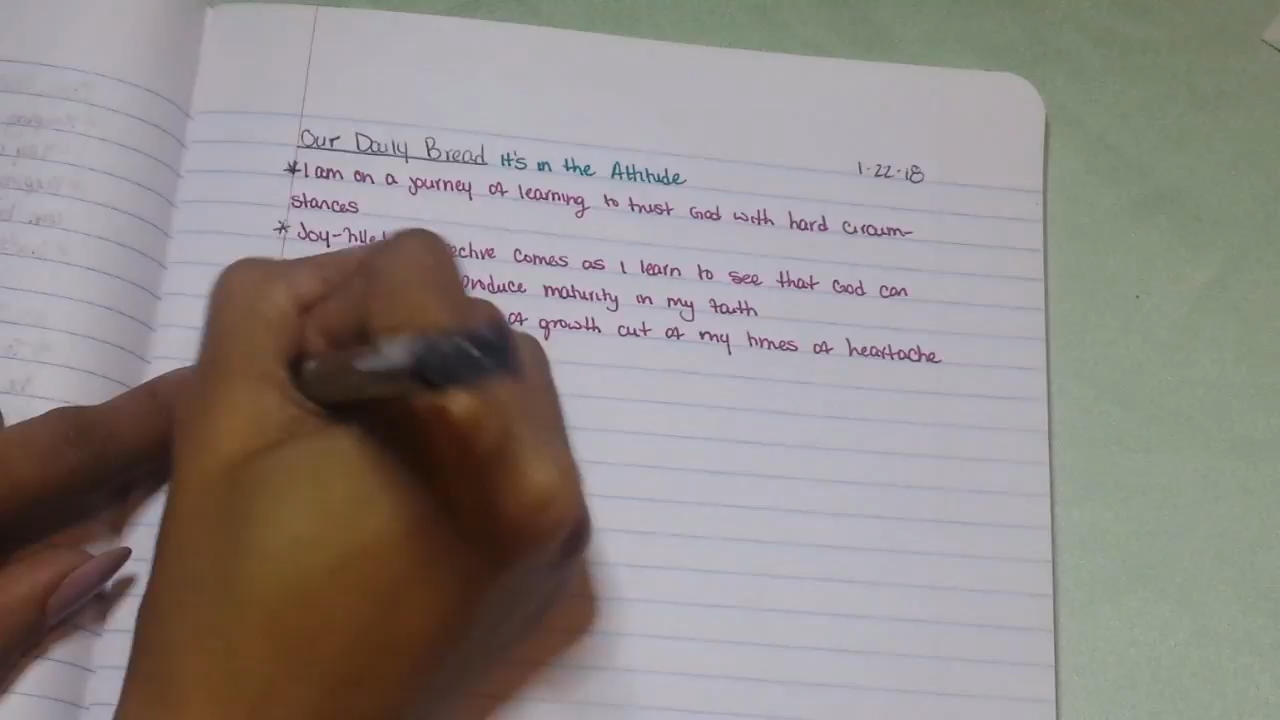 Our Daily Bread It's in the Attitude 1-22-18
*I am on a journey of learning to trust God with hard circum-
stances
* Joy-filled comes as I learn to see that God can
produce maturity in my faith
of growth out of my times of heartache